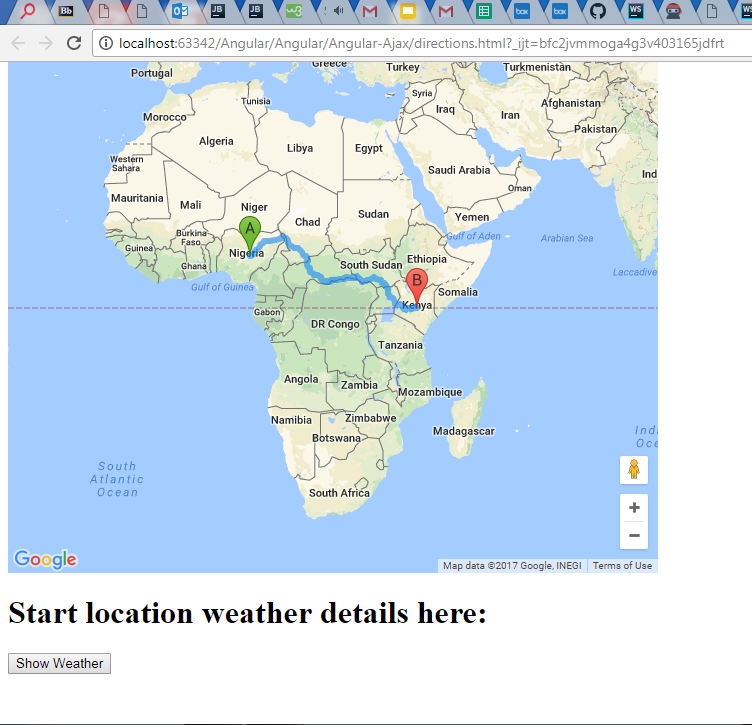 Bb
JB
JB
w3
WS
localhost:63342/Angular/Angular/Angular-Ajax/directions.html?_ijt=bfc2jvmmoga4g3v403165jdfrt
Portugal
Greece
Turkey
Turkmenistan
Tunisia
Syria
Afghanistan
Morocco
Iraq
Iran
Pakistan
Algeria
Libya
Egypt
Western
Sahara
Saudi Arabia
Ind
Oman
Mauritania
Mali
Niger
Chad
Sudan
Yemen
A
Burkina
Faso
Gulf of Aden
Arabian Sea
Guinea
Nigeria
Ghana
South Sudan
Ethiopia
Laccadive
B
Gulf of Guinea
Somalia
Kenya
Gabon
DR Congo
Tanzania
Angola
Zambia
Mozambique
Namibia
Zimbabwe
Botswana
Madagascar
Ind
Oce
South
Atlantic
Ocean
South Africa
+
−
Google
Map data ©2017 Google, INEGI
Terms of Use
Start location weather details here:
Show Weather